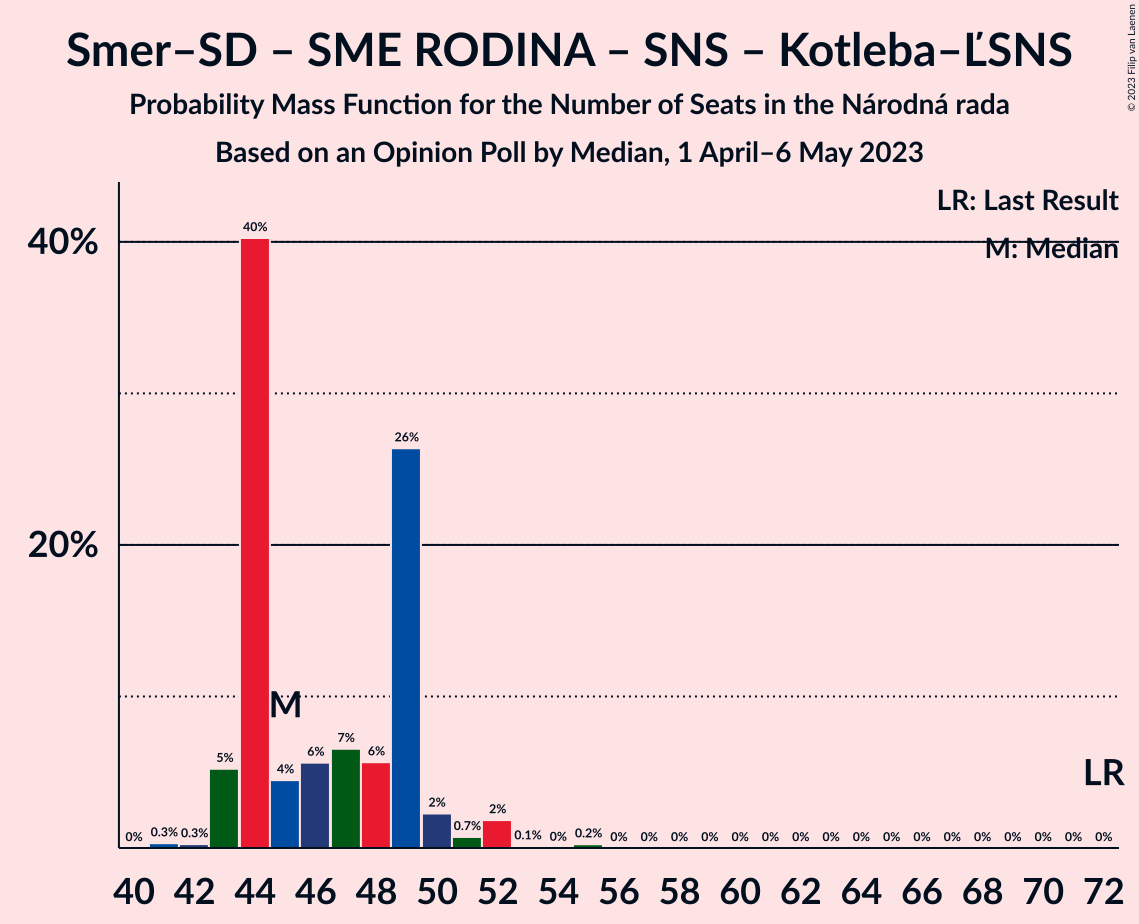 Smer–SD – SME RODINA – SNS – Kotleba–ĽSNS
Probability Mass Function for the Number of Seats in the Národná rada
Based on an Opinion Poll by Median, 1 April–6 May 2023
© 2023 Filip van Laenen
LR: Last Result
M: Median
40%
20%
0% 0.3% 0.3% 5% 40% 4% 6% 7% 6% 26% 2% 0.7% 2% 0.1% 0% 0.2% 0% 0% 0% 0% 0% 0% 0% 0% 0% 0% 0% 0% 0% 0% 0% 0% 0%
M
LR
40 42 44 46 48 50 52 54 56 58 60 62 64 66 68 70 72